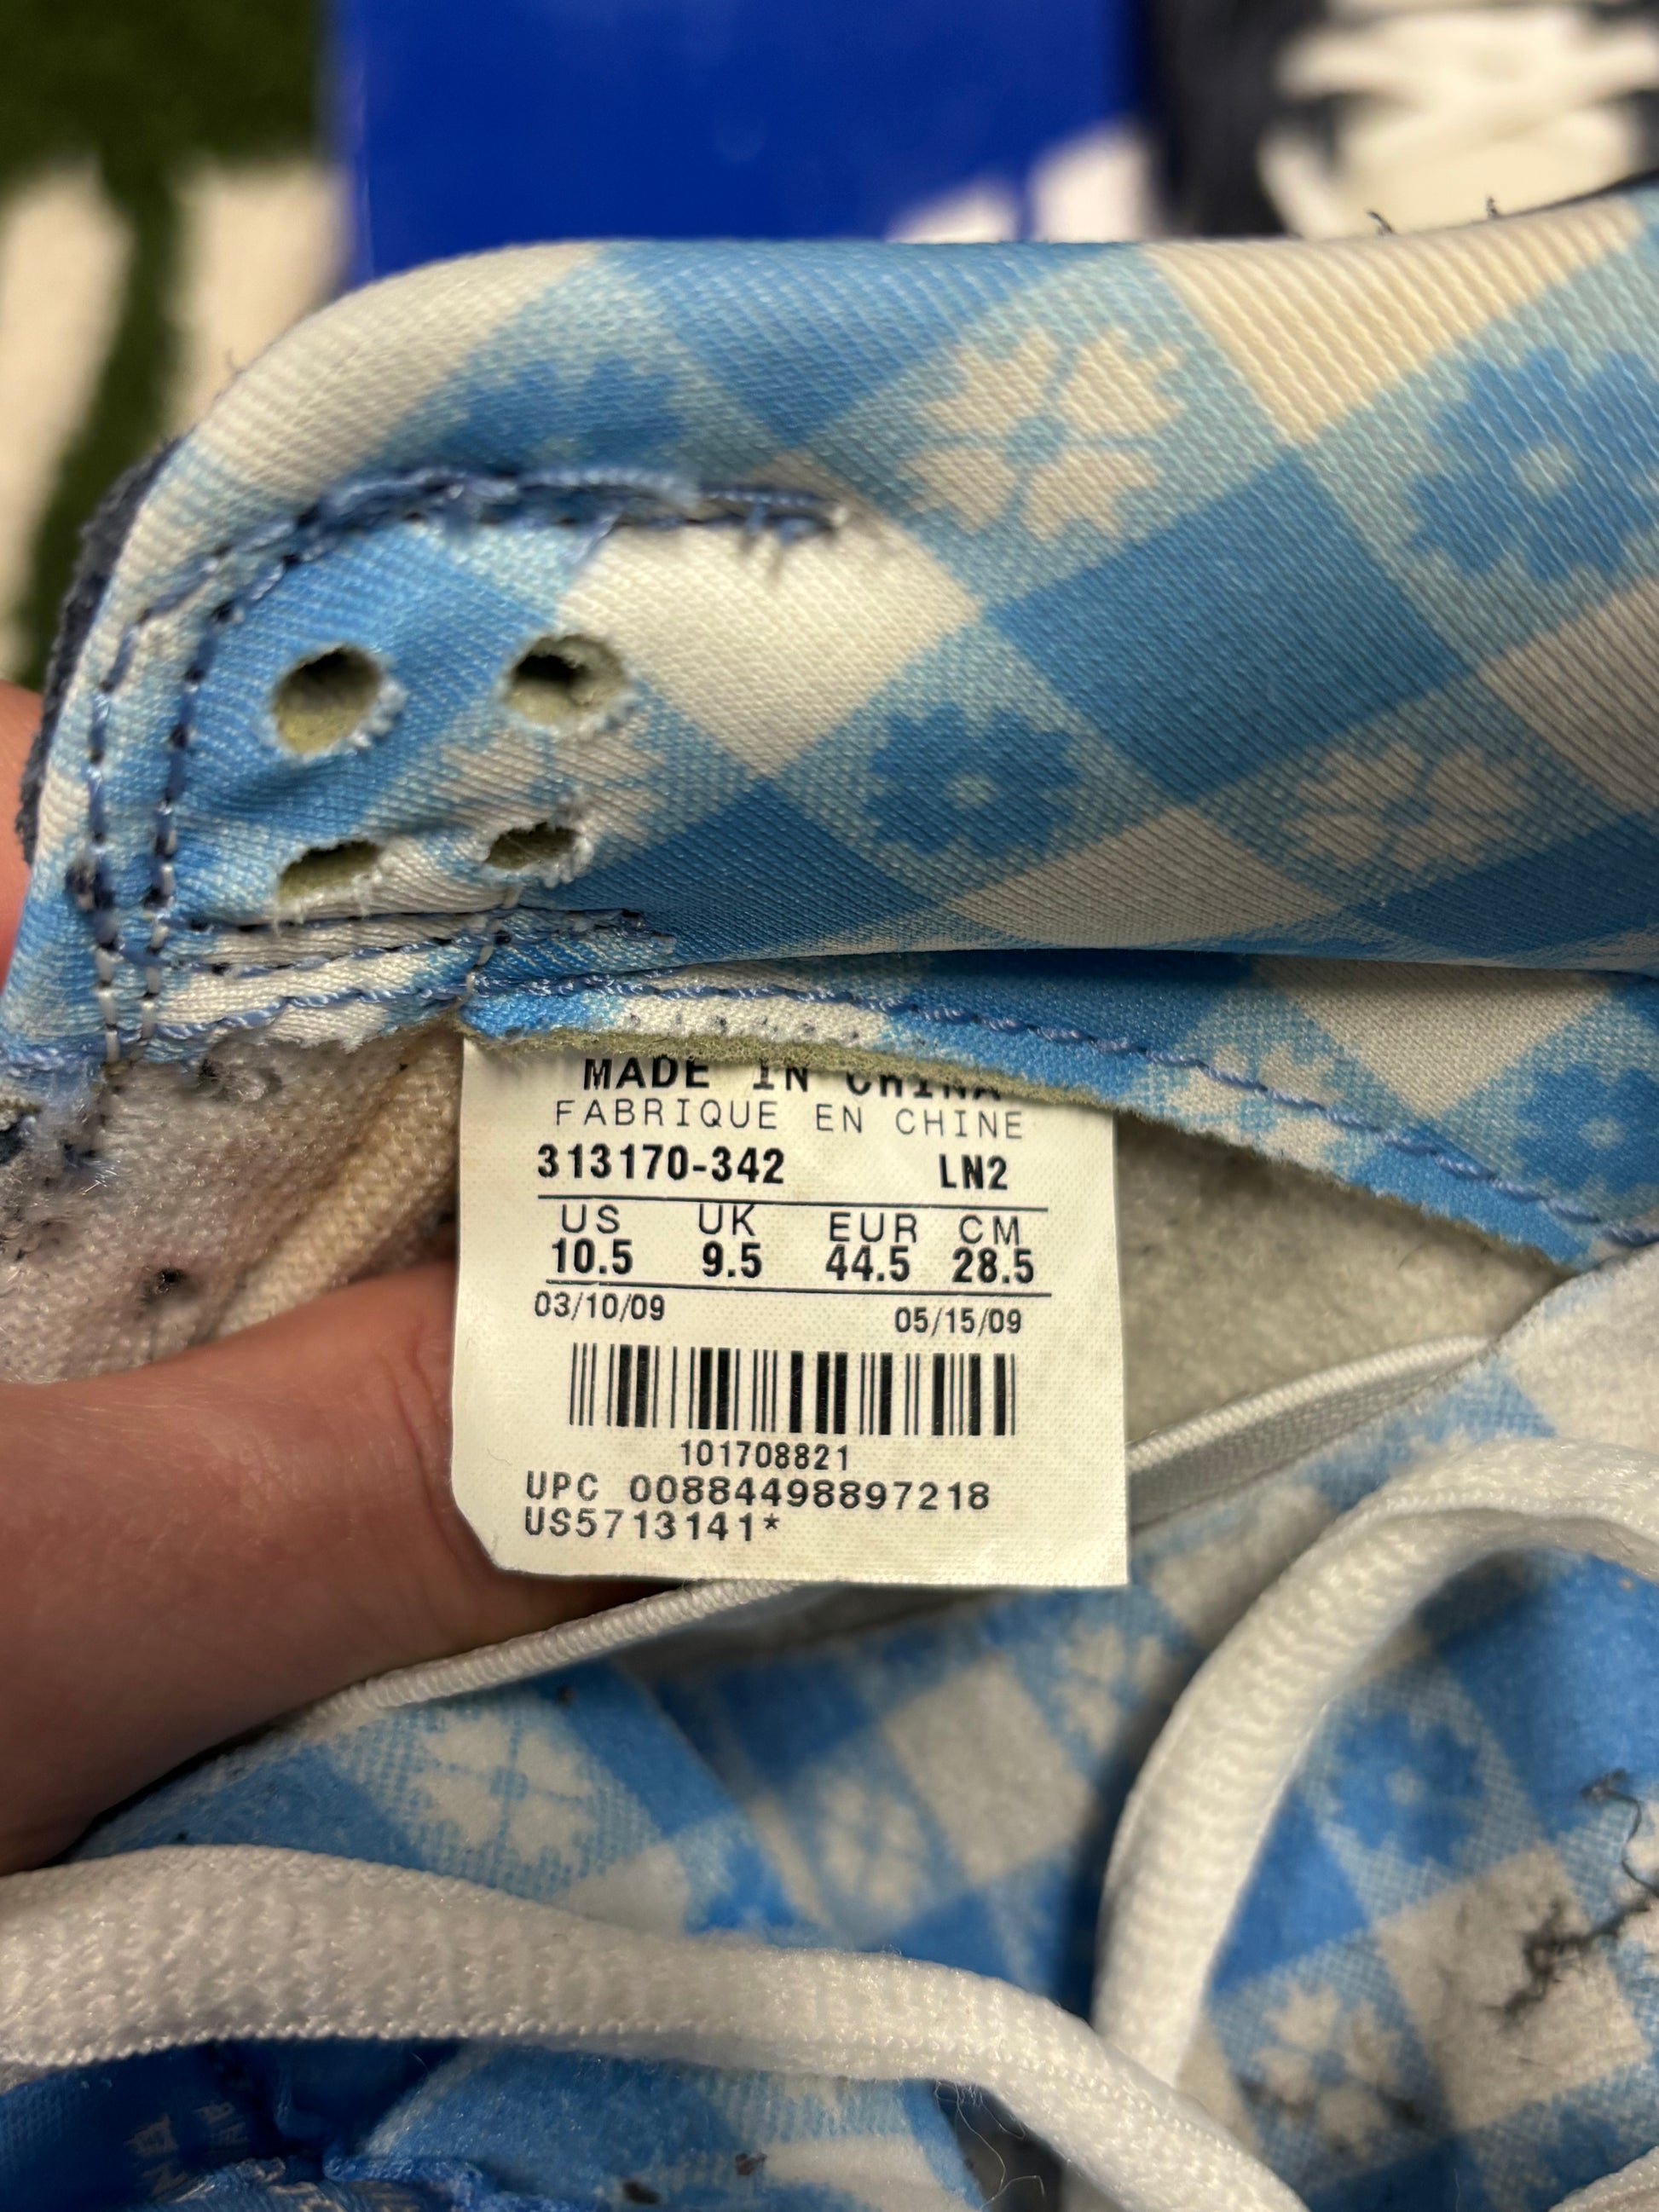 MADE IN CHINA
FABRIQUE EN CHINE
313170-342 LN2
US UK EUR CM
10.5 9.5 44.5 28.5
03/10/09 05/15/09
101708821
UPC 00884498897218
US5713141*